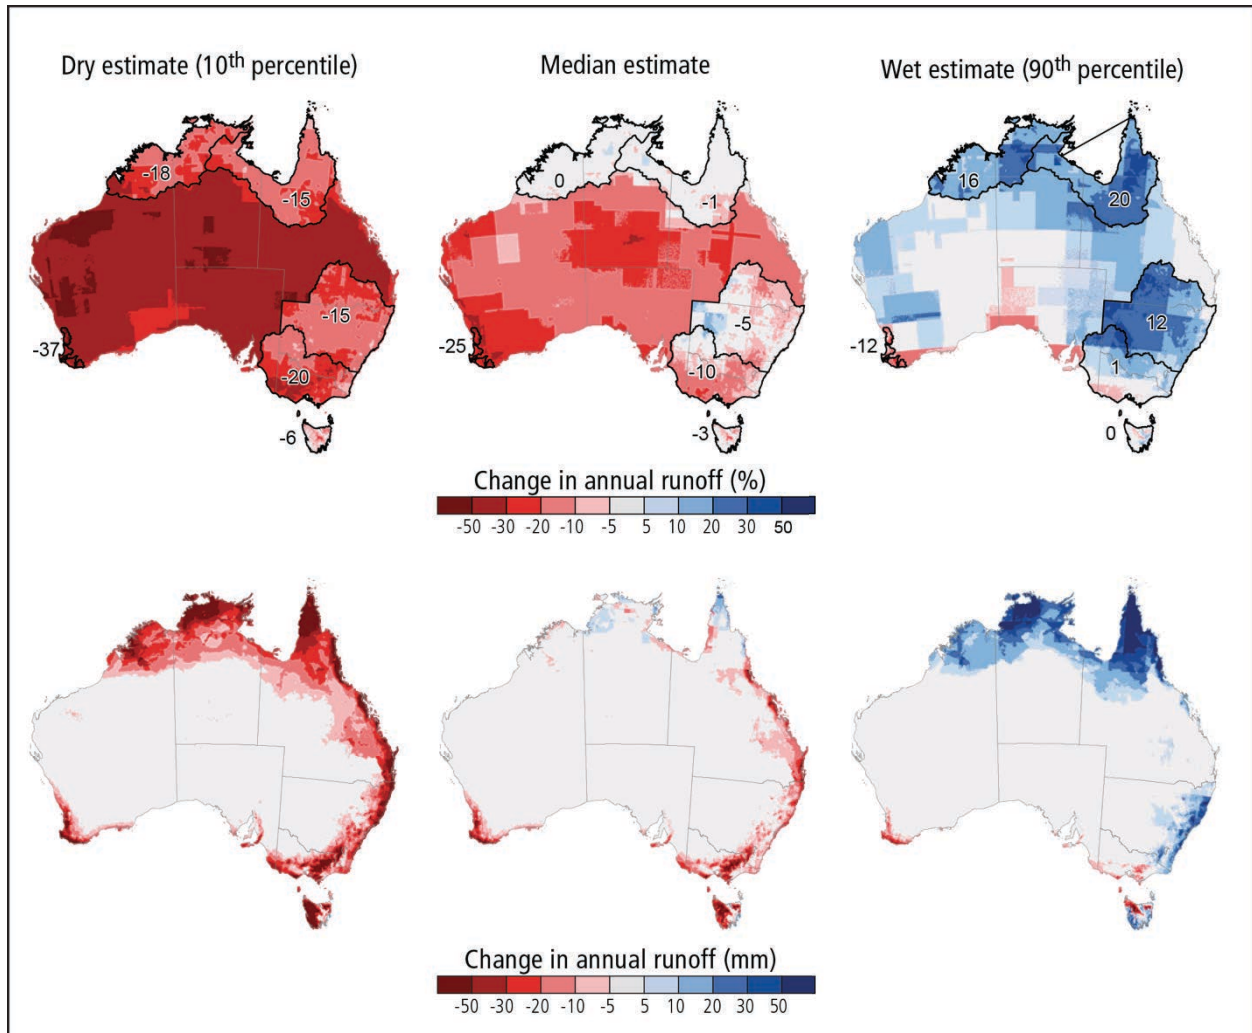 Dry estimate (10th percentile)
Median estimate
Wet estimate (90th percentile)
-18
-15
-15
-37
-20
-6
0
-1
-5
-25
-10
-3
16
20
12
-12
1
0
Change in annual runoff (%)
-50 -30 -20 -10 -5 5 10 20 30 50
Change in annual runoff (mm)
-50 -30 -20 -10 -5 5 10 20 30 50